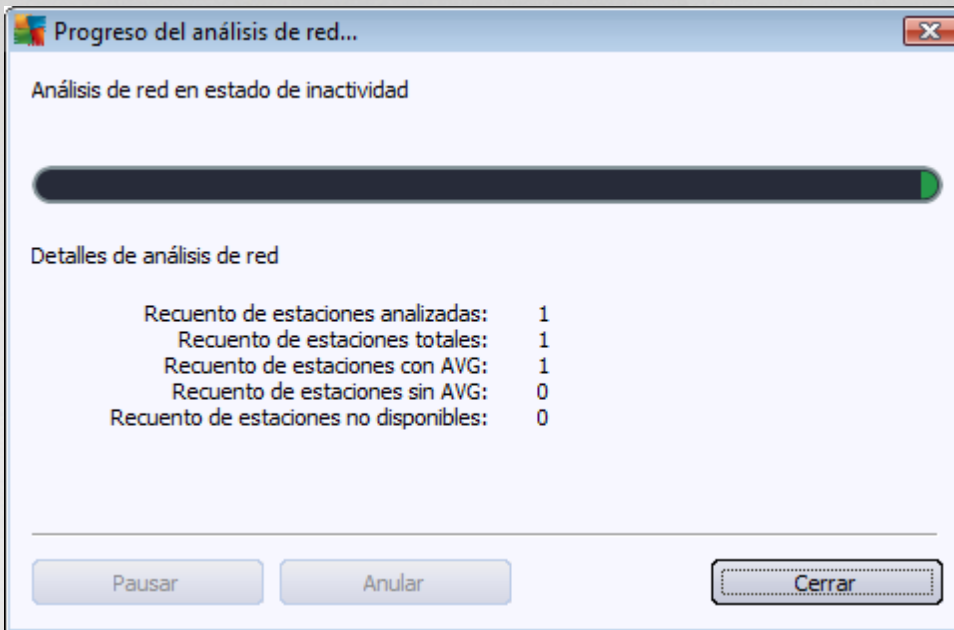 Progreso del análisis de red...
Análisis de red en estado de inactividad
Detalles de análisis de red
Recuento de estaciones analizadas: 1
Recuento de estaciones totales: 1
Recuento de estaciones con AVG: 1
Recuento de estaciones sin AVG: 0
Recuento de estaciones no disponibles: 0
Pausar Anular Cerrar